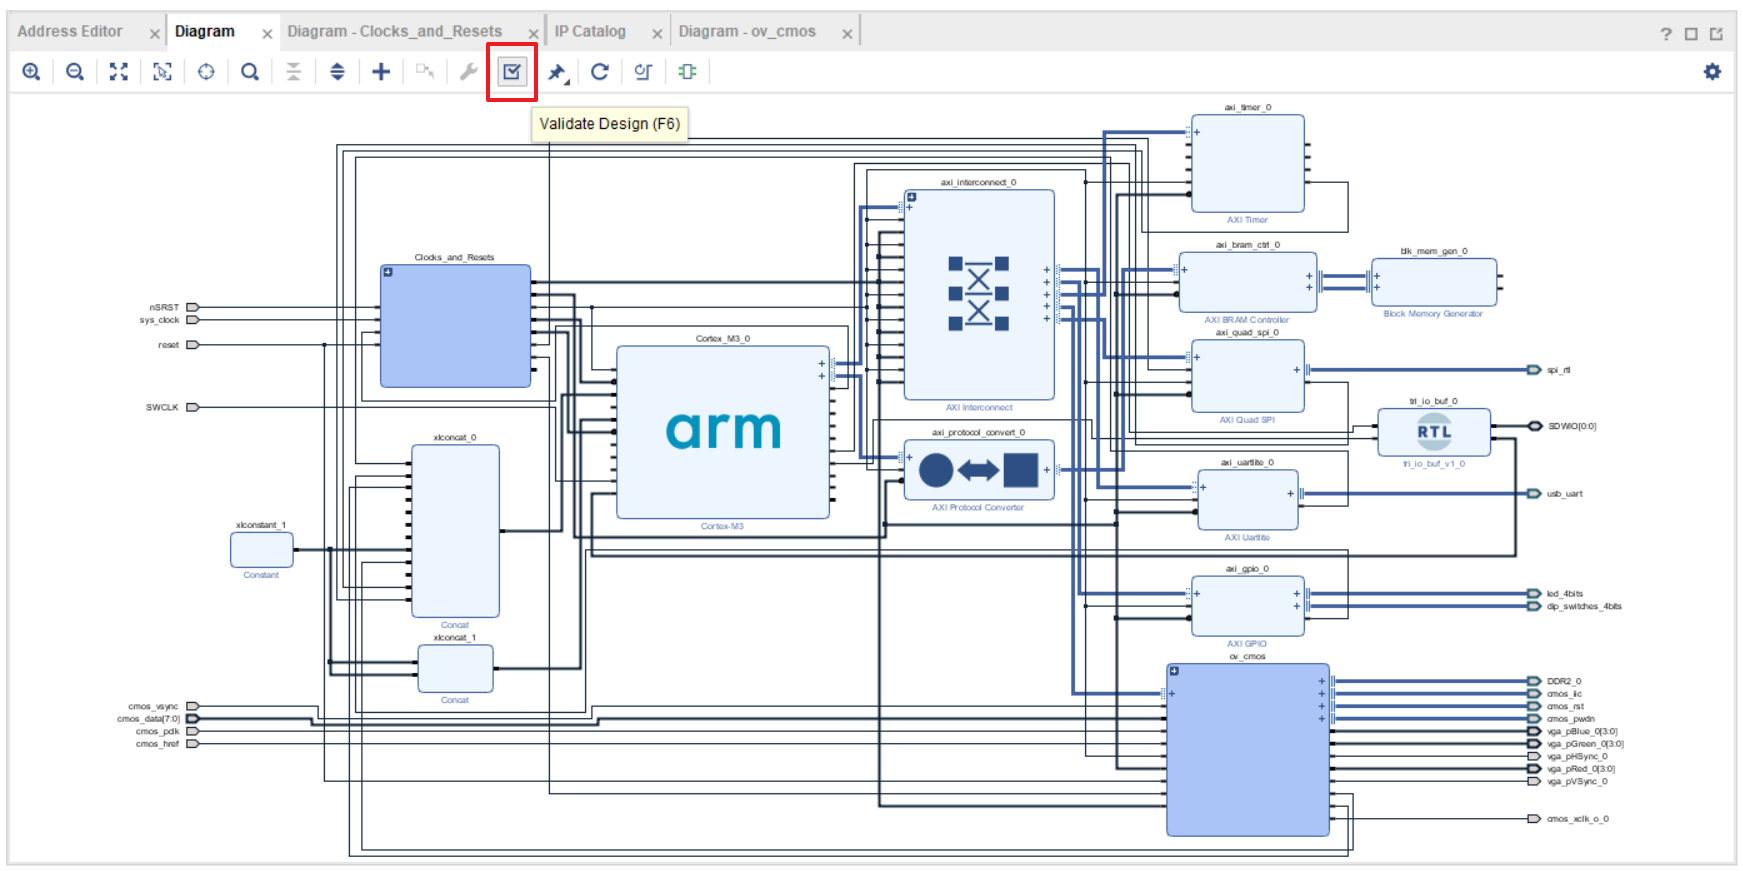 Address Editor
Diagram
Diagram - Clocks_and_Resets
IP Catalog
Diagram - ov_cmos
Validate Design (F6)
axi_timer_0
AXI Timer
axi_interconnect_0
AXI Interconnect
axi_bram_ctrl_0
AXI BRAM Controller
blk_mem_gen_0
Block Memory Generator
Clocks_and_Resets
nSRST
sys_clock
reset
SWCLK
Cortex_M3_0
arm
Cortex-M3
axi_quad_spi_0
AXI Quad SPI
spi_rtl
tri_io_buf_0
RTL
tri_io_buf_v1_0
SDWIO[0:0]
axi_protocol_convert_0
AXI Protocol Converter
xlconcat_0
Concat
axi_uartlite_0
AXI Uartlite
usb_uart
xlconstant_1
Constant
axi_gpio_0
AXI GPIO
led_4bits
dip_switches_4bits
xlconcat_1
Concat
ov_cmos
cmos_vsync
cmos_data[7:0]
cmos_pclk
cmos_href
DDR2_0
cmos_iic
cmos_rst
cmos_pwdn
vga_pBlue_0[3:0]
vga_pGreen_0[3:0]
vga_pHSync_0
vga_pRed_0[3:0]
vga_pVSync_0
cmos_xclk_o_0